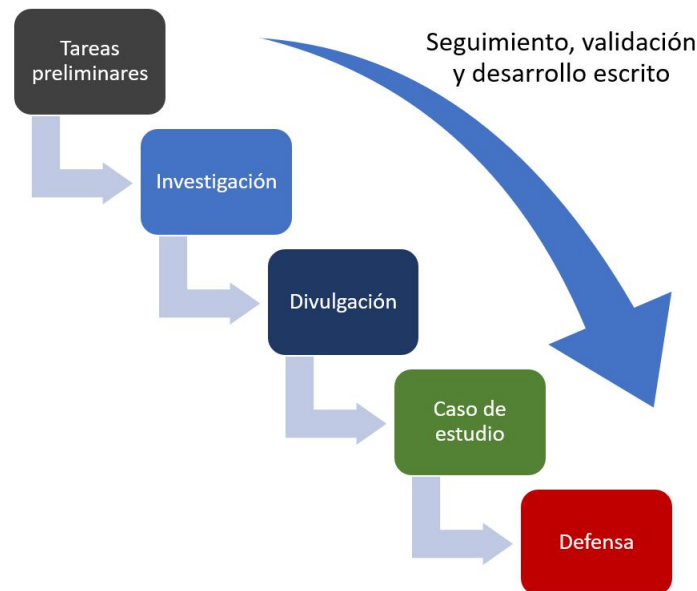 Tareas
preliminares
Seguimiento, validación
y desarrollo escrito
Investigación
Divulgación
Caso de
estudio
Defensa